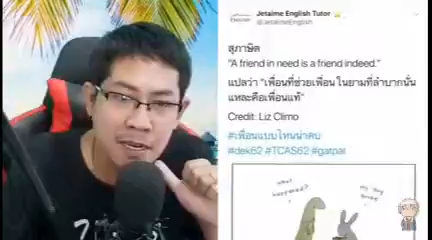 Jetaime English Tutor
@JetaimeEnglish
สุภาษิต
"A friend in need is a friend indeed."
แปลว่า "เพื่อนที่ช่วยเพื่อน ในยามที่ลำบากนั่น
แหละคือเพื่อนแท้"
Credit: Liz Climo
#เพื่อนแบบไหนน่าคบ
#dek62 #TCAS62 #gatpat
what
happened?
my dog